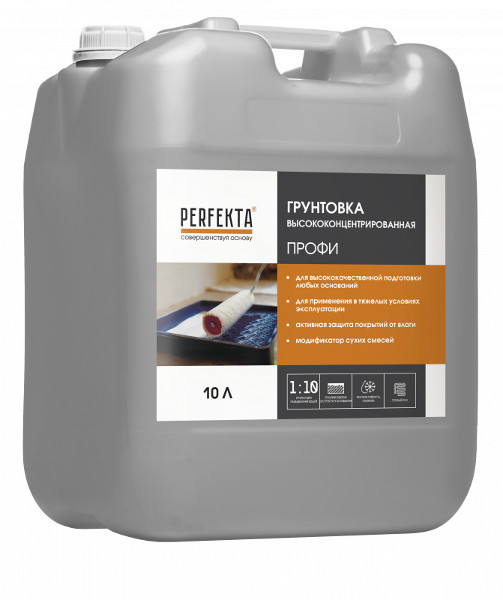 PERFEKTA®
совершенствуя основу
ГРУНТОВКА
ВЫСОКОКОНЦЕНТРИРОВАННАЯ
ПРОФИ
• для высококачественной подготовки
любых оснований
• для применения в тяжелых условиях
эксплуатации
• активная защита покрытий от влаги
• модификатор сухих смесей
10 Л
1:10